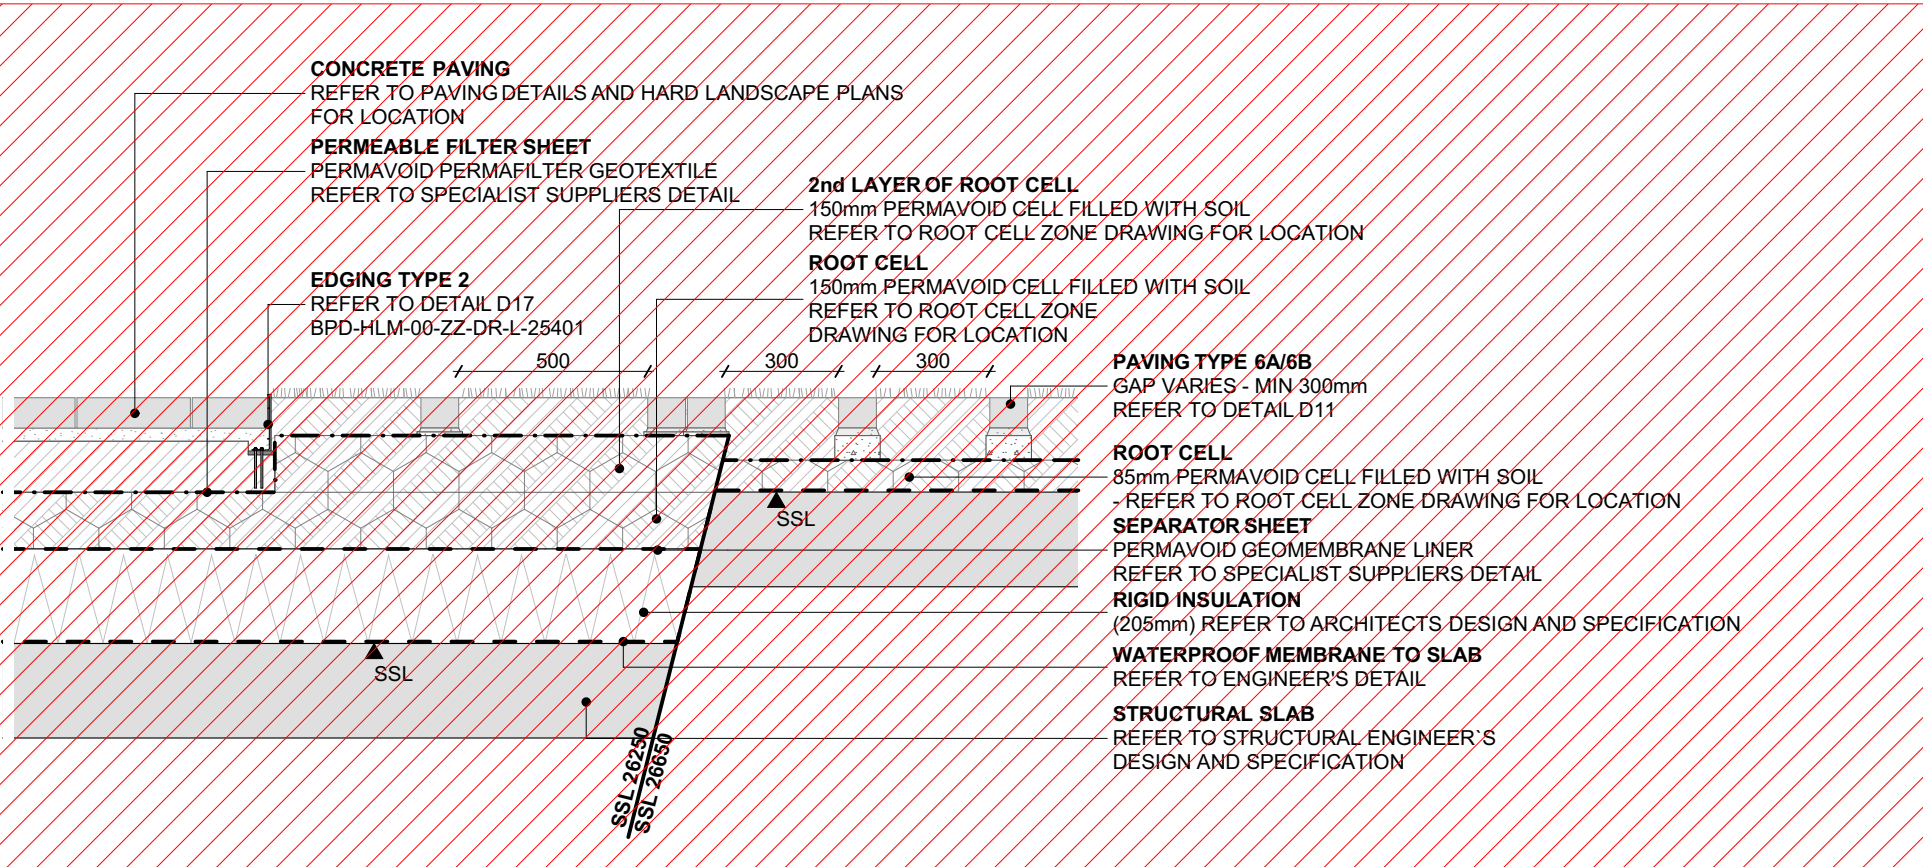 CONCRETE PAVING
REFER TO PAVING DETAILS AND HARD LANDSCAPE PLANS
FOR LOCATION
PERMEABLE FILTER SHEET
PERMAVOID PERMAFILTER GEOTEXTILE
REFER TO SPECIALIST SUPPLIERS DETAIL
2nd LAYER OF ROOT CELL
150mm PERMAVOID CELL FILLED WITH SOIL
REFER TO ROOT CELL ZONE DRAWING FOR LOCATION
ROOT CELL
150mm PERMAVOID CELL FILLED WITH SOIL
REFER TO ROOT CELL ZONE
DRAWING FOR LOCATION
EDGING TYPE 2
REFER TO DETAIL D17
BPD-HLM-00-ZZ-DR-L-25401
500
300
300
PAVING TYPE 6A/6B
GAP VARIES - MIN 300mm
REFER TO DETAIL D11
ROOT CELL
85mm PERMAVOID CELL FILLED WITH SOIL
- REFER TO ROOT CELL ZONE DRAWING FOR LOCATION
SEPARATOR SHEET
PERMAVOID GEOMEMBRANE LINER
REFER TO SPECIALIST SUPPLIERS DETAIL
RIGID INSULATION
(205mm) REFER TO ARCHITECTS DESIGN AND SPECIFICATION
WATERPROOF MEMBRANE TO SLAB
REFER TO ENGINEER'S DETAIL
STRUCTURAL SLAB
REFER TO STRUCTURAL ENGINEER`S
DESIGN AND SPECIFICATION
SSL
SSL
SSL 26250
SSL 26650